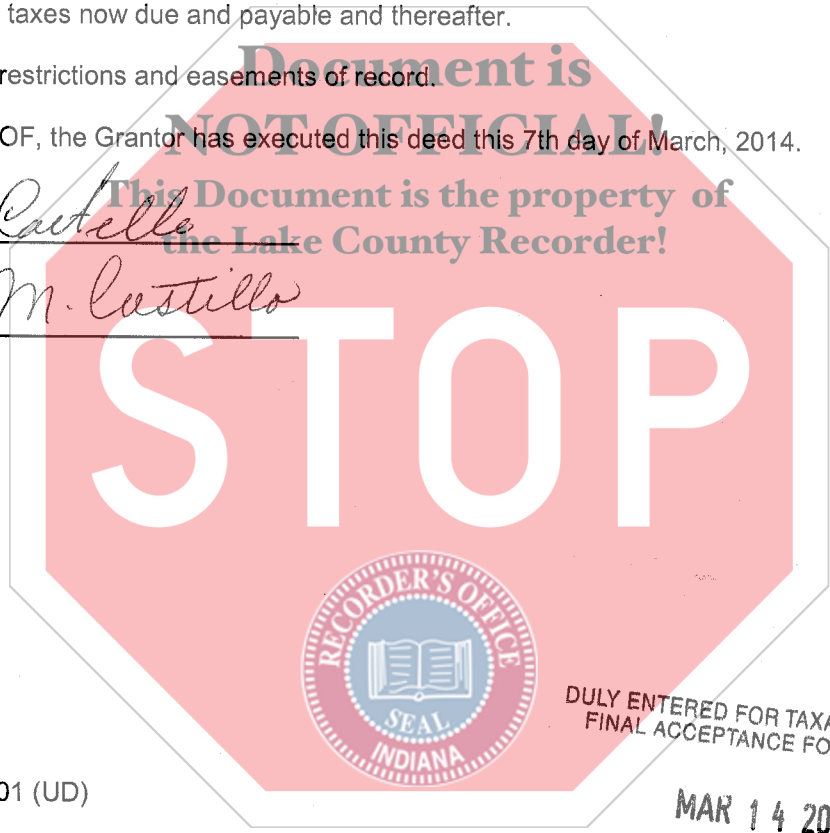 taxes now due and payable and thereafter.
Document is
restrictions and easements of record.
NOT OFFICIAL!
OF, the Grantor has executed this deed this 7th day of March, 2014.
This Document is the property of
Castillo
the Lake County Recorder!
M. Castillo
STOP
RECORDER'S OFFICE
SEAL
INDIANA
DULY ENTERED FOR TAXA
FINAL ACCEPTANCE FO
01 (UD)
MAR 14 20